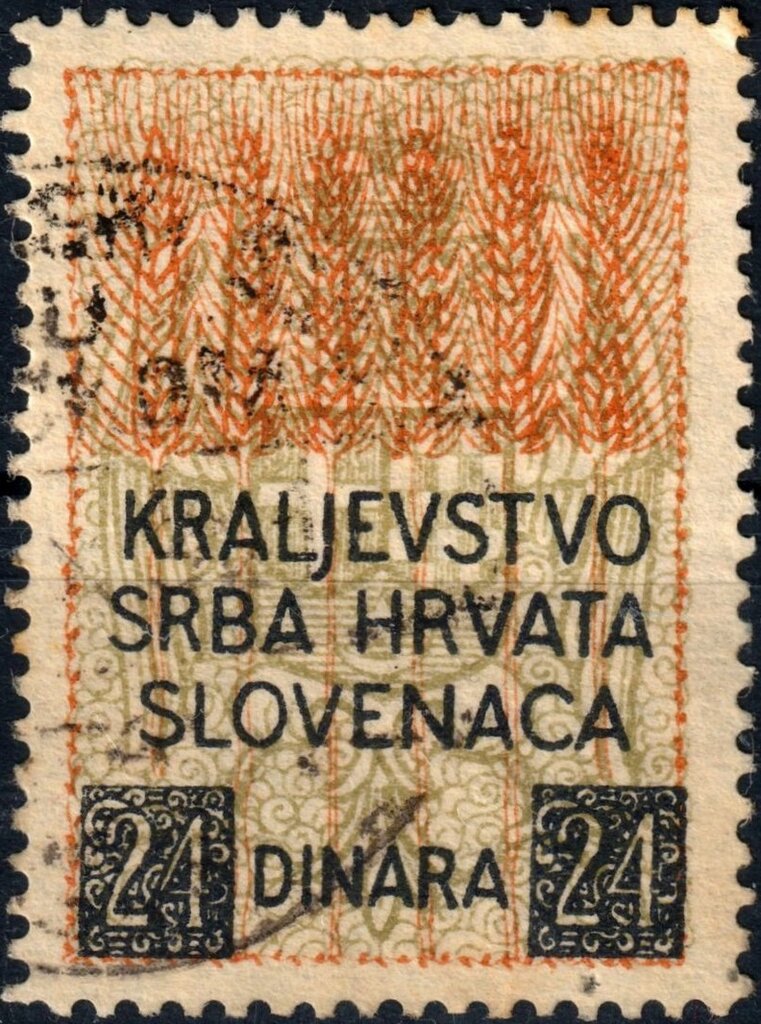 KRALJEVSTVO
SRBA HRVATA
SLOVENACA
24 DINARA 24